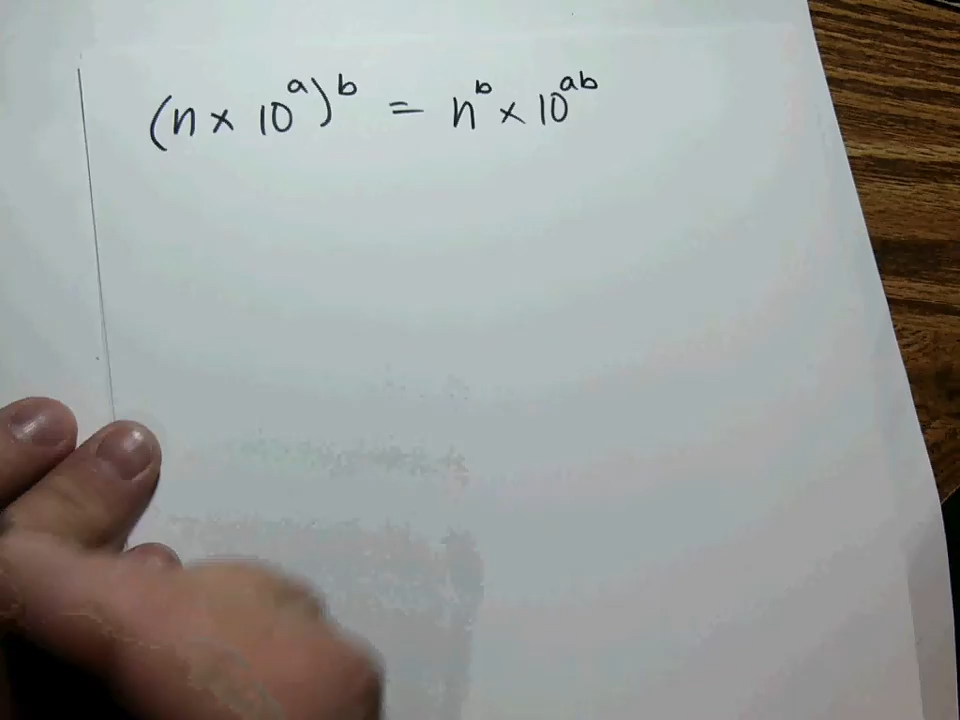 (n × 10^a)^b = n^b × 10^ab